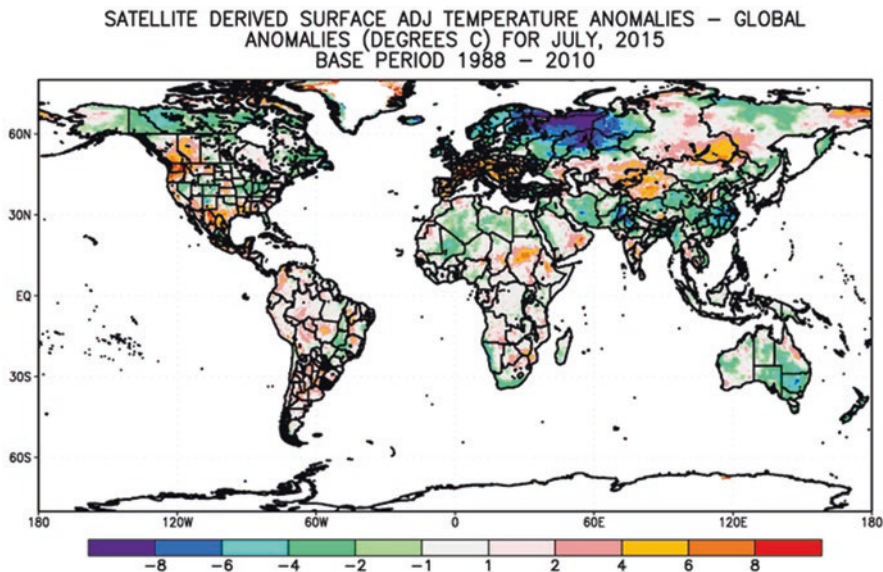 SATELLITE DERIVED SURFACE ADJ TEMPERATURE ANOMALIES – GLOBAL
ANOMALIES (DEGREES C) FOR JULY, 2015
BASE PERIOD 1988 – 2010
60N
30N
EQ
30S
60S
180 120W 60W 0 60E 120E 180
-8 -6 -4 -2 -1 1 2 4 6 8